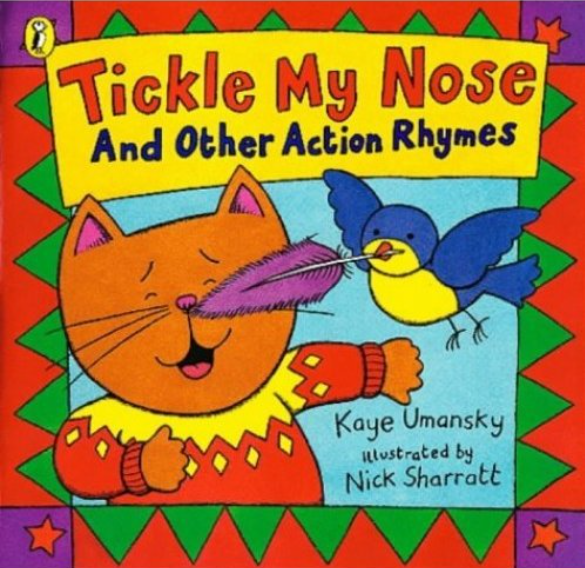 Tickle My Nose
And Other Action Rhymes
Kaye Umansky
illustrated by
Nick Sharratt